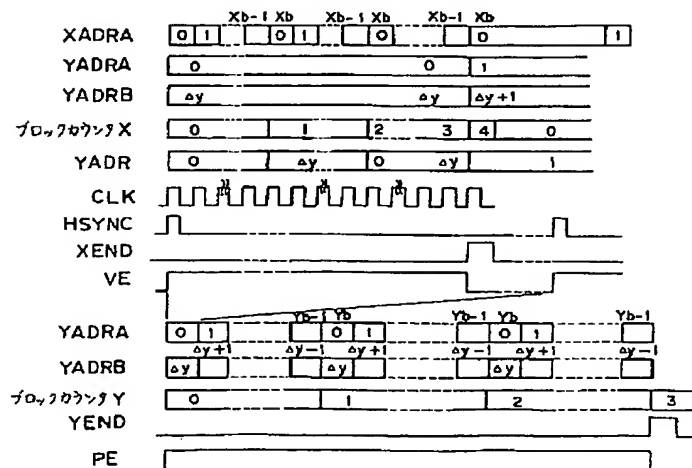 Xb-1 Xb Xb-1 Xb Xb-1 Xb
XADRA 0 1 0 1 0 0 1
YADRA 0 0 1
YADRB Δy Δy Δy+1
ブロックカウンタX 0 1 2 3 4 0
YADR 0 Δy 0 Δy 1
CLK
HSYNC
XEND
VE
Yb-1 Yb Yb-1 Yb Yb-1
YADRA 0 1 0 1 0 1
Δy+1 Δy-1 Δy+1 Δy-1 Δy+1 Δy-1
YADRB Δy Δy Δy
ブロックカウンタY 0 1 2 3
YEND
PE